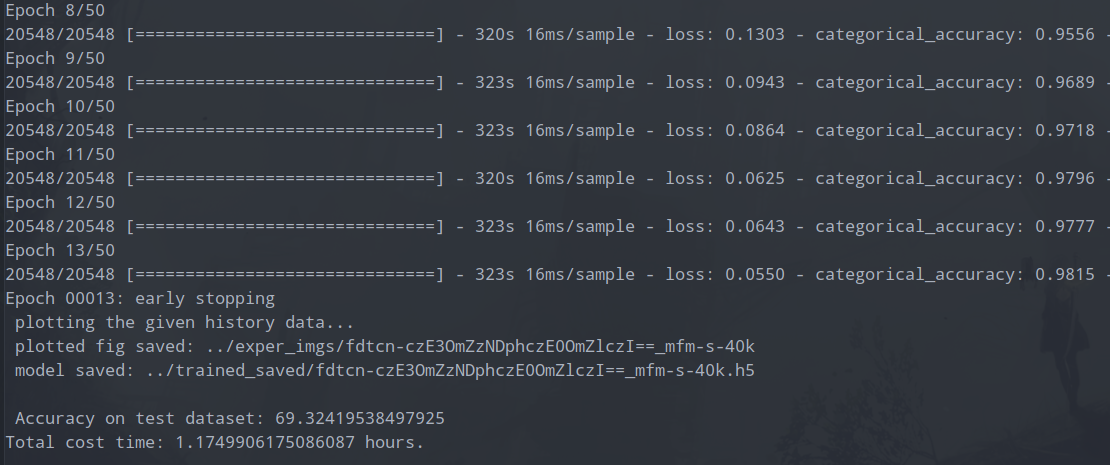 Epoch 8/50
20548/20548 [==============================] - 320s 16ms/sample - loss: 0.1303 - categorical_accuracy: 0.9556 -
Epoch 9/50
20548/20548 [==============================] - 323s 16ms/sample - loss: 0.0943 - categorical_accuracy: 0.9689 -
Epoch 10/50
20548/20548 [==============================] - 323s 16ms/sample - loss: 0.0864 - categorical_accuracy: 0.9718 -
Epoch 11/50
20548/20548 [==============================] - 320s 16ms/sample - loss: 0.0625 - categorical_accuracy: 0.9796 -
Epoch 12/50
20548/20548 [==============================] - 323s 16ms/sample - loss: 0.0643 - categorical_accuracy: 0.9777 -
Epoch 13/50
20548/20548 [==============================] - 323s 16ms/sample - loss: 0.0550 - categorical_accuracy: 0.9815 -
Epoch 00013: early stopping
plotting the given history data...
plotted fig saved: ../exper_imgs/fdtcn-czE3OmZzNDphczE0OmZlczI==_mfm-s-40k
model saved: ../trained_saved/fdtcn-czE3OmZzNDphczE0OmZlczI==_mfm-s-40k.h5
Accuracy on test dataset: 69.32419538497925
Total cost time: 1.1749906175086087 hours.